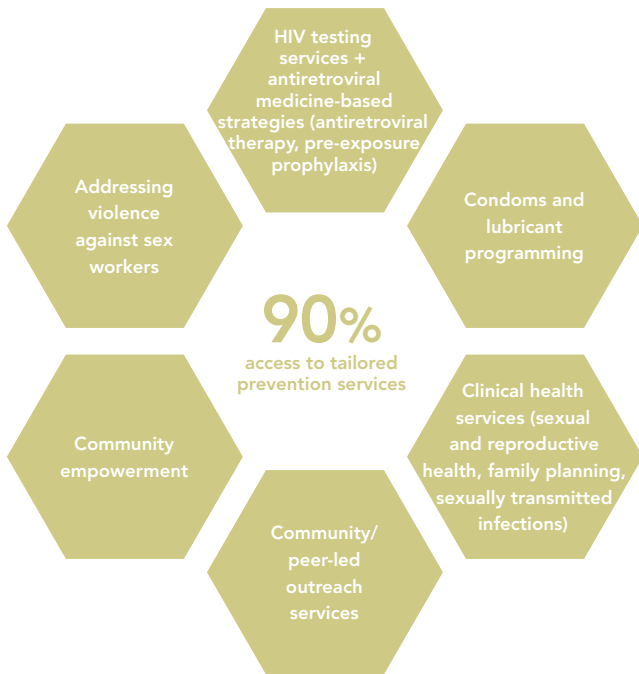 HIV testing
services +
antiretroviral
medicine-based
strategies (antiretroviral
therapy, pre-exposure
prophylaxis)
Addressing
violence
against sex
workers
Condoms and
lubricant
programming
90%
access to tailored
prevention services
Community
empowerment
Clinical health
services (sexual
and reproductive
health, family planning,
sexually transmitted
infections)
Community/
peer-led
outreach
services